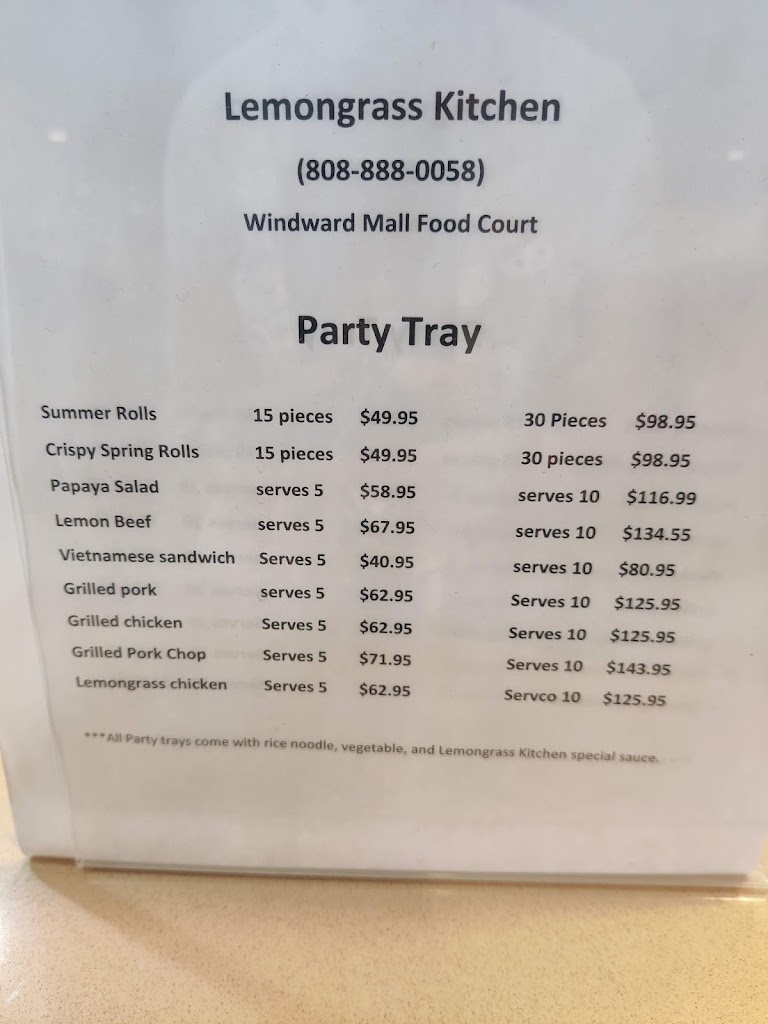 Lemongrass Kitchen
(808-888-0058)
Windward Mall Food Court
Party Tray
Summer Rolls 15 pieces $49.95 30 Pieces $98.95
Crispy Spring Rolls 15 pieces $49.95 30 pieces $98.95
Papaya Salad serves 5 $58.95 serves 10 $116.99
Lemon Beef serves 5 $67.95 serves 10 $134.55
Vietnamese sandwich Serves 5 $40.95 serves 10 $80.95
Grilled pork serves 5 $62.95 Serves 10 $125.95
Grilled chicken Serves 5 $62.95 Serves 10 $125.95
Grilled Pork Chop Serves 5 $71.95 Serves 10 $143.95
Lemongrass chicken Serves 5 $62.95 Servco 10 $125.95
***All Party trays come with rice noodle, vegetable, and Lemongrass Kitchen special sauce.